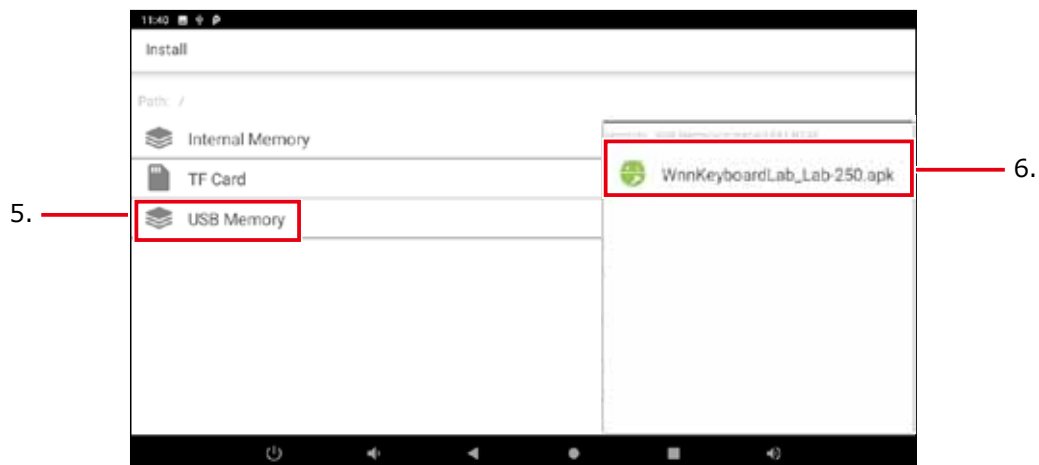 11:40
Install
Path: /
Internal Memory
TF Card
5.
USB Memory
WnnKeyboardLab_Lab-250.apk
6.